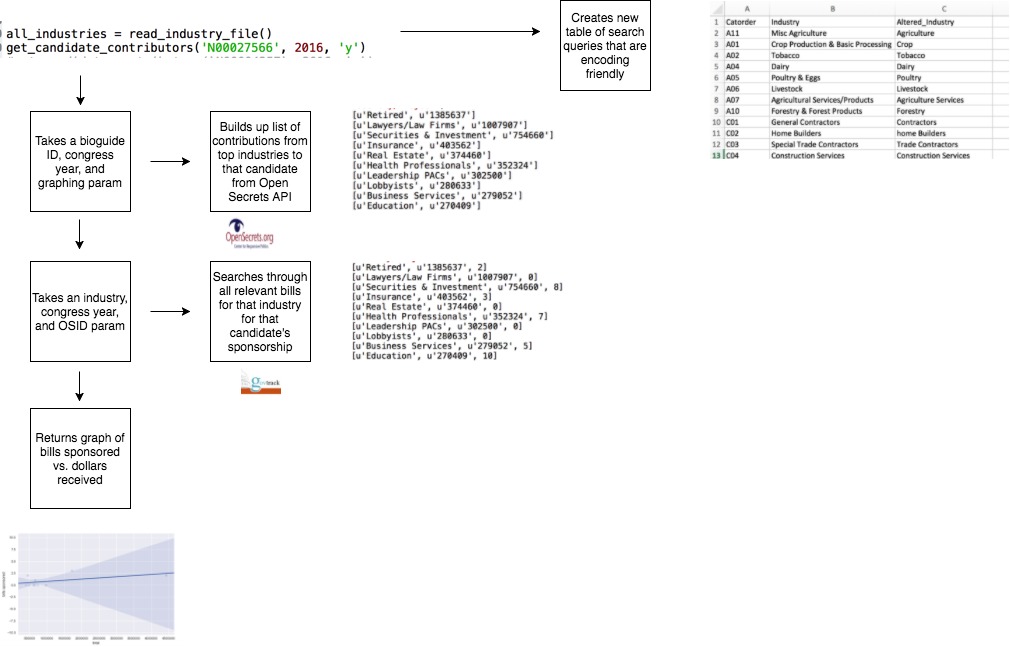 all_industries = read_industry_file()
get_candidate_contributors('N00027566', 2016, 'y')
Creates new
table of search
queries that are
encoding
friendly
A B C
1 Catorder Industry Altered_Industry
2 A11 Misc Agriculture Agriculture
3 A01 Crop Production & Basic Processing Crop
4 A02 Tobacco Tobacco
5 A04 Dairy Dairy
6 A05 Poultry & Eggs Poultry
7 A06 Livestock Livestock
8 A07 Agricultural Services/Products Agriculture Services
9 A10 Forestry & Forest Products Forestry
10 C01 General Contractors Contractors
11 C02 Home Builders home Builders
12 C03 Special Trade Contractors Trade Contractors
13 C04 Construction Services Construction Services
Takes a bioguide
ID, congress
year, and
graphing param
Builds up list of
contributions from
top industries to
that candidate
from Open
Secrets API
[u'Retired', u'1385637']
[u'Lawyers/Law Firms', u'1007907']
[u'Securities & Investment', u'754660']
[u'Insurance', u'403562']
[u'Real Estate', u'374460']
[u'Health Professionals', u'352324']
[u'Leadership PACs', u'302500']
[u'Lobbyists', u'280633']
[u'Business Services', u'279052']
[u'Education', u'270409']
OpenSecrets.org
Takes an industry,
congress year,
and OSID param
Searches through
all relevant bills
for that industry
for that
candidate's
sponsorship
[u'Retired', u'1385637', 2]
[u'Lawyers/Law Firms', u'1007907', 0]
[u'Securities & Investment', u'754660', 8]
[u'Insurance', u'403562', 3]
[u'Real Estate', u'374460', 0]
[u'Health Professionals', u'352324', 7]
[u'Leadership PACs', u'302500', 0]
[u'Lobbyists', u'280633', 0]
[u'Business Services', u'279052', 5]
[u'Education', u'270409', 10]
govtrack
Returns graph of
bills sponsored
vs. dollars
received